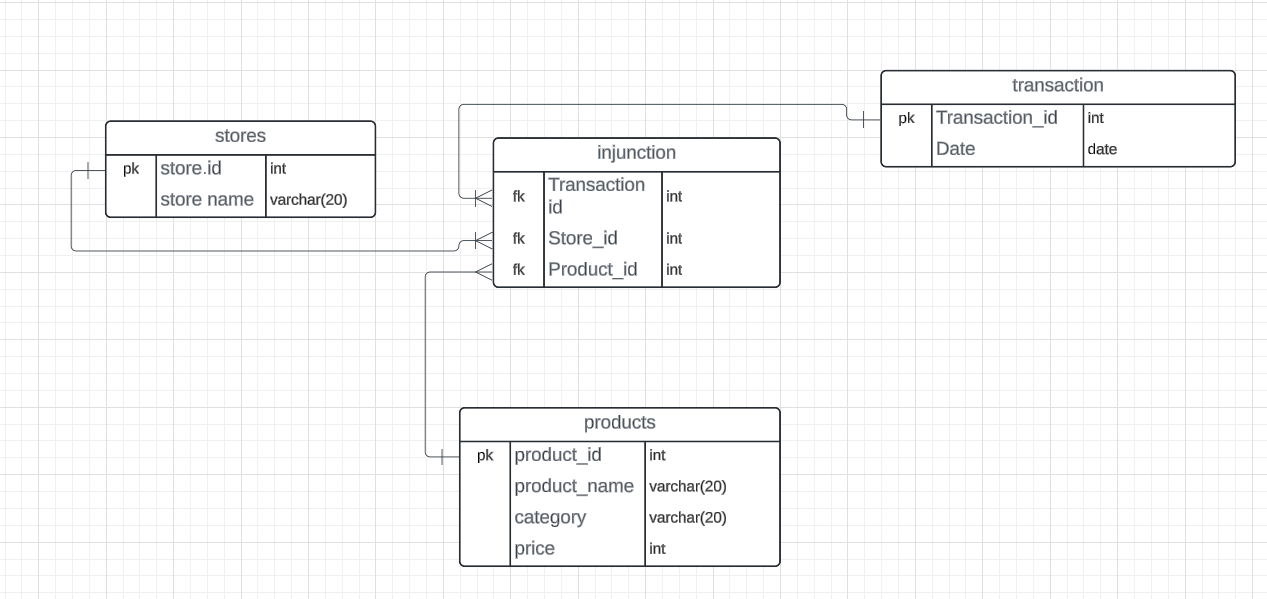 transaction
pk Transaction_id int
Date date
stores
pk store.id int
store name varchar(20)
injunction
fk Transaction id int
fk Store_id int
fk Product_id int
products
pk product_id int
product_name varchar(20)
category varchar(20)
price int